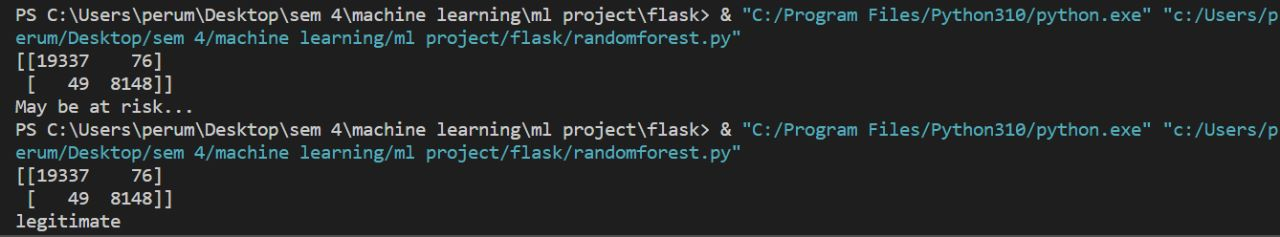 PS C:\Users\perum\Desktop\sem 4\machine learning\ml project\flask> & "C:/Program Files/Python310/python.exe" "c:/Users/p
erum/Desktop/sem 4/machine learning/ml project/flask/randomforest.py"
[[19337    76]
 [   49  8148]]
May be at risk...
PS C:\Users\perum\Desktop\sem 4\machine learning\ml project\flask> & "C:/Program Files/Python310/python.exe" "c:/Users/p
erum/Desktop/sem 4/machine learning/ml project/flask/randomforest.py"
[[19337    76]
 [   49  8148]]
legitimate